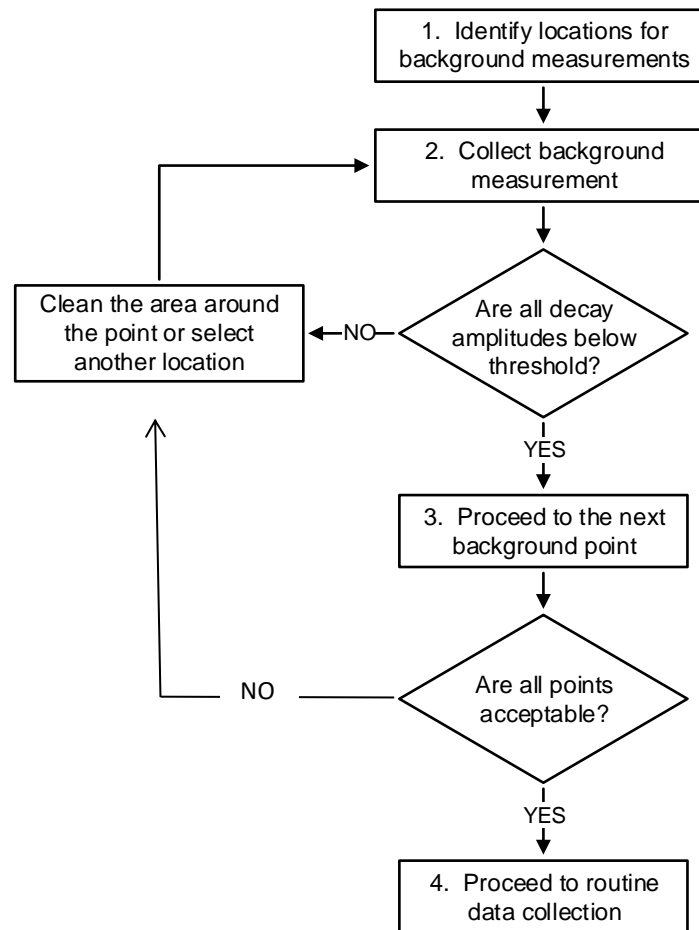 1. Identify locations for
background measurements
2. Collect background
measurement
Clean the area around
the point or select
another location
NO
Are all decay
amplitudes below
threshold?
YES
3. Proceed to the next
background point
NO
Are all points
acceptable?
YES
4. Proceed to routine
data collection